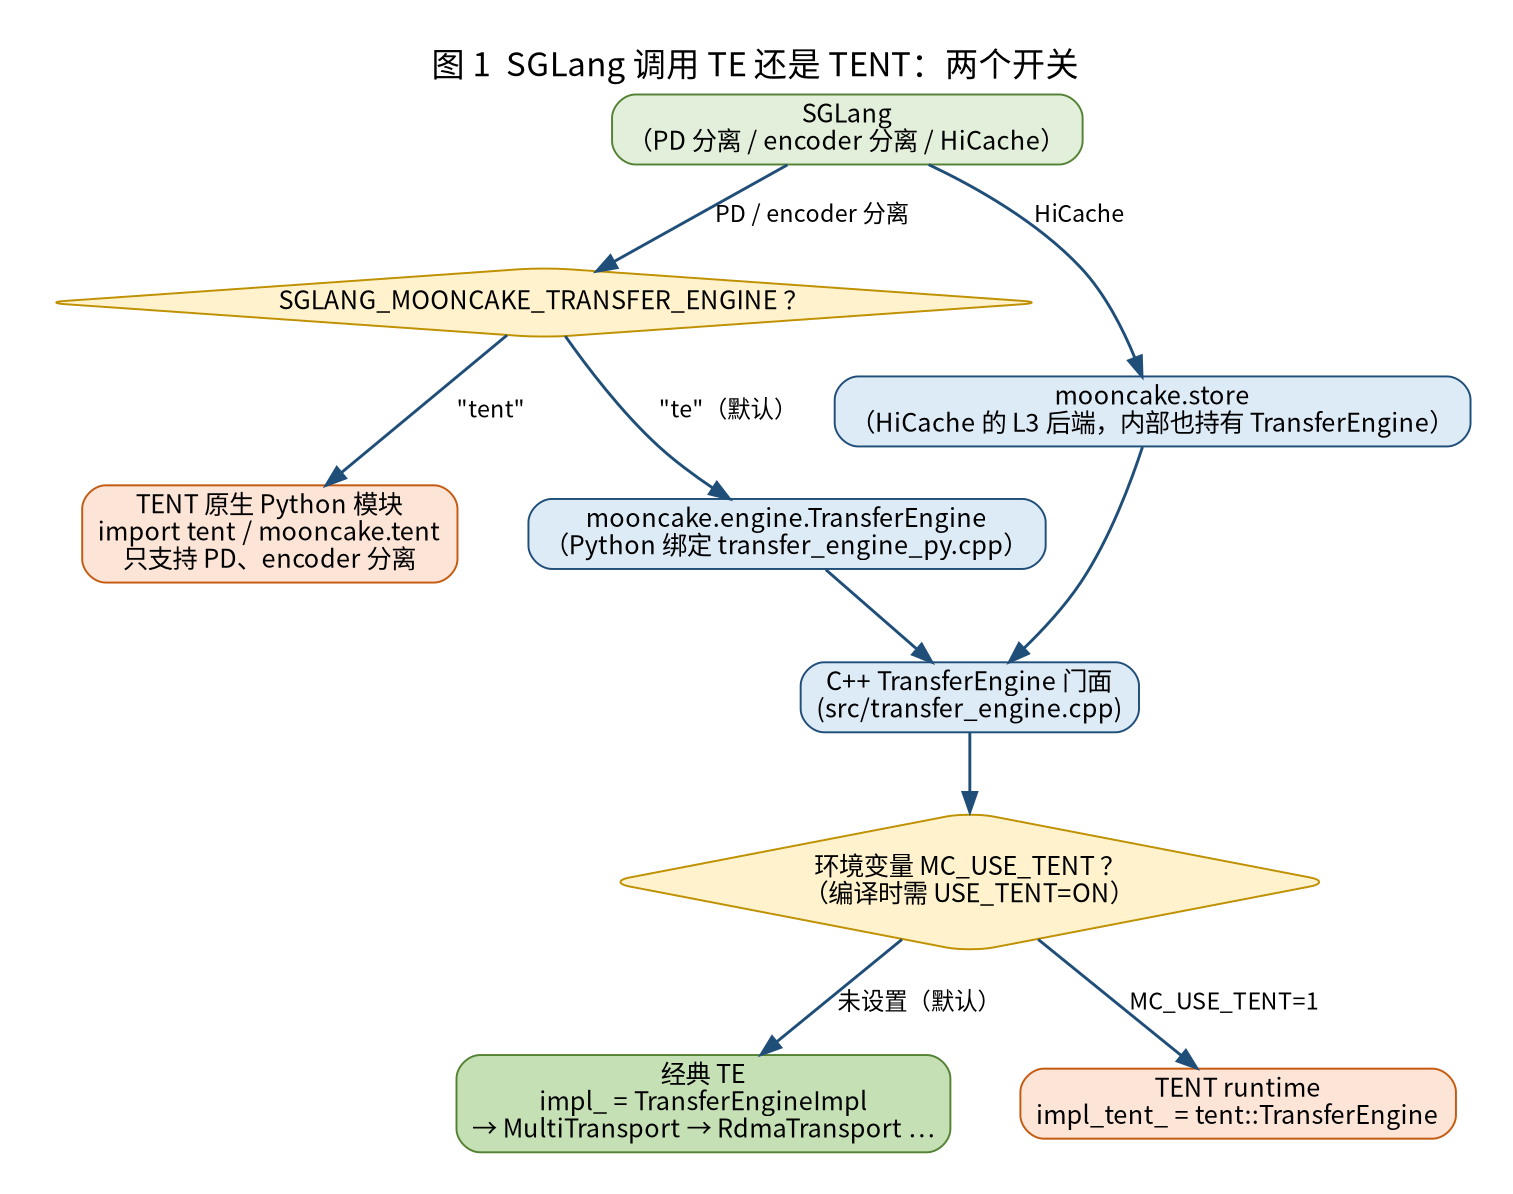 图 1  SGLang 调用 TE 还是 TENT：两个开关
SGLang
（PD 分离 / encoder 分离 / HiCache）
PD / encoder 分离
HiCache
SGLANG_MOONCAKE_TRANSFER_ENGINE？
"tent"
"te"（默认）
mooncake.store
（HiCache 的 L3 后端，内部也持有 TransferEngine）
TENT 原生 Python 模块
import tent / mooncake.tent
只支持 PD、encoder 分离
mooncake.engine.TransferEngine
（Python 绑定 transfer_engine_py.cpp）
C++ TransferEngine 门面
(src/transfer_engine.cpp)
环境变量 MC_USE_TENT？
（编译时需 USE_TENT=ON）
未设置（默认）
MC_USE_TENT=1
经典 TE
impl_ = TransferEngineImpl
→ MultiTransport → RdmaTransport …
TENT runtime
impl_tent_ = tent::TransferEngine